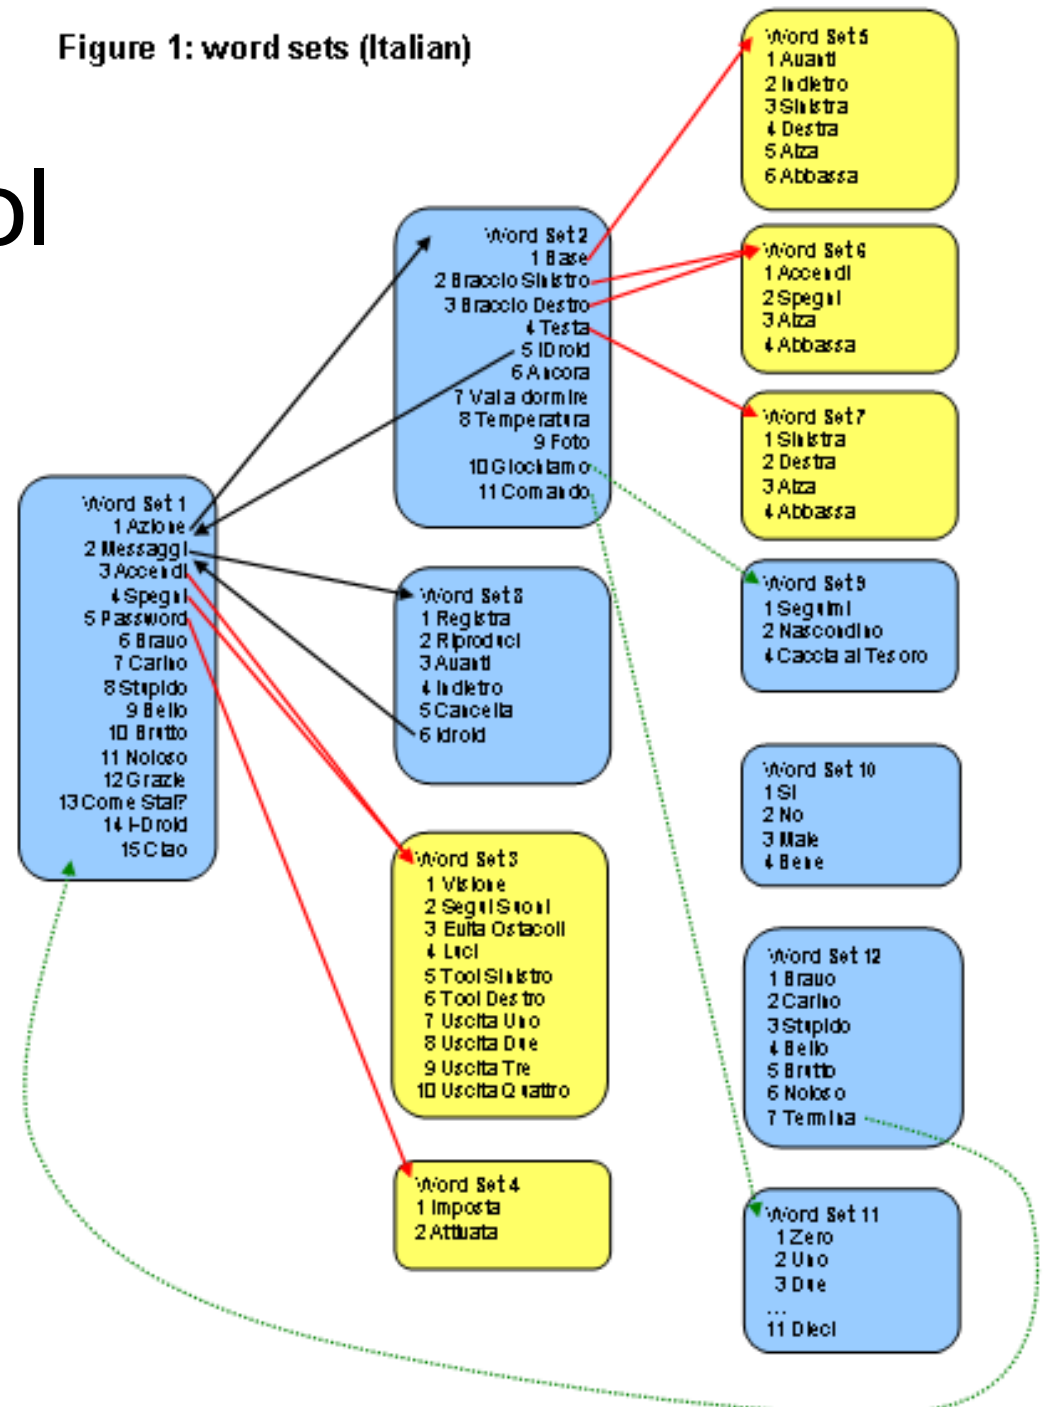 Figure 1: word sets (Italian)
ol
Word Set 1
1 Azione
2 Messaggi
3 Accendi
4 Spegni
5 Password
6 Bravo
7 Carino
8 Stupido
9 Bello
10 Brutto
11 Noioso
12 Grazie
13 Come Stai?
14 I-Droid
15 Ciao
Word Set 2
1 Base
2 Braccio Sinistro
3 Braccio Destro
4 Testa
5 IDroid
6 Ancora
7 Vai a dormire
8 Temperatura
9 Foto
10 Giochiamo
11 Comando
Word Set 8
1 Registra
2 Riproduci
3 Avanti
4 Indietro
5 Cancella
6 Idroid
Word Set 3
1 Visione
2 Segui Suoni
3 Evita Ostacoli
4 Luci
5 Tool Sinistro
6 Tool Destro
7 Uscita Uno
8 Uscita Due
9 Uscita Tre
10 Uscita Quattro
Word Set 4
1 Imposta
2 Attivata
Word Set 5
1 Avanti
2 Indietro
3 Sinistra
4 Destra
5 Alza
6 Abbassa
Word Set 6
1 Accendi
2 Spegni
3 Alza
4 Abbassa
Word Set 7
1 Sinistra
2 Destra
3 Alza
4 Abbassa
Word Set 9
1 Seguimi
2 Nascondino
4 Caccia al Tesoro
Word Set 10
1 Si
2 No
3 Male
4 Bene
Word Set 12
1 Bravo
2 Carino
3 Stupido
4 Bello
5 Brutto
6 Noioso
7 Termina
Word Set 11
1 Zero
2 Uno
3 Due
...
11 Dieci